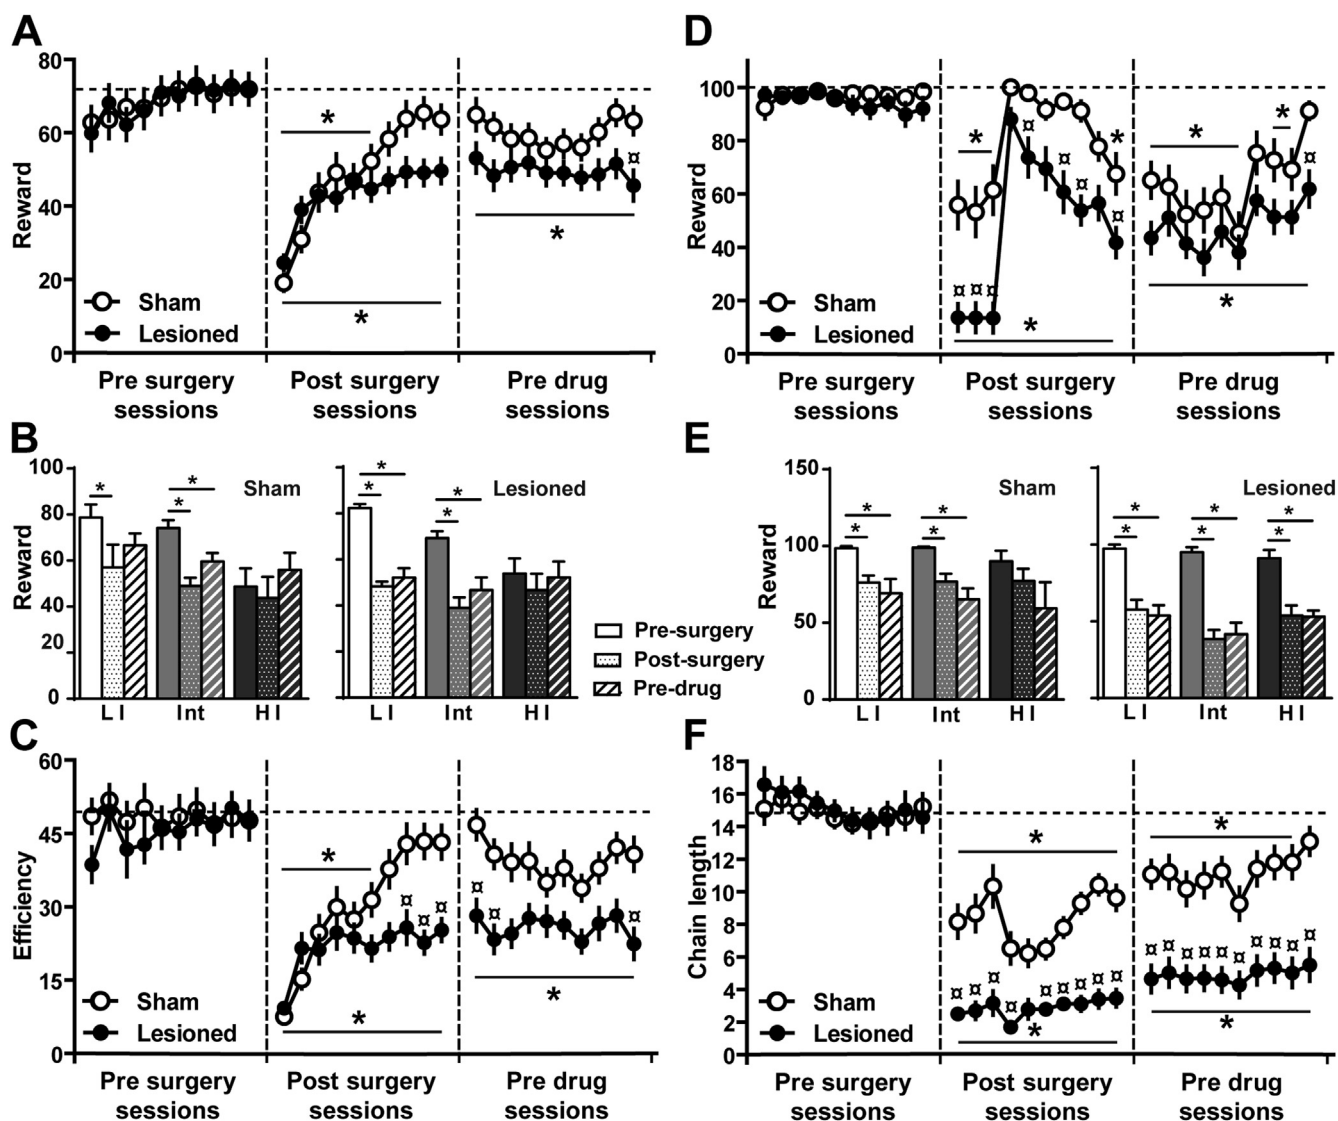 A
80
60
40
20
0
Reward
*
*
*
¤
Sham
Lesioned
Pre surgery sessions
Post surgery sessions
Pre drug sessions
D
100
80
60
40
20
0
Reward
*
¤
¤
¤
*
¤
¤ ¤ ¤
*
*
*
¤
*
Sham
Lesioned
Pre surgery sessions
Post surgery sessions
Pre drug sessions
B
100
80
60
40
20
0
Reward
*
*
*
Sham
*
*
*
*
Lesioned
L I
Int
H I
L I
Int
H I
Pre-surgery
Post-surgery
Pre-drug
E
150
100
50
0
Reward
*
*
*
*
Sham
*
*
*
*
*
*
Lesioned
L I
Int
H I
L I
Int
H I
C
60
45
30
15
0
Efficiency
*
¤ ¤ ¤
*
¤
¤
¤
*
Sham
Lesioned
Pre surgery sessions
Post surgery sessions
Pre drug sessions
F
18
16
14
12
10
8
6
4
2
0
Chain length
*
¤ ¤ ¤ ¤ ¤ ¤ ¤ ¤ ¤
*
*
¤ ¤ ¤ ¤ ¤ ¤ ¤ ¤ ¤ ¤
*
Sham
Lesioned
Pre surgery sessions
Post surgery sessions
Pre drug sessions